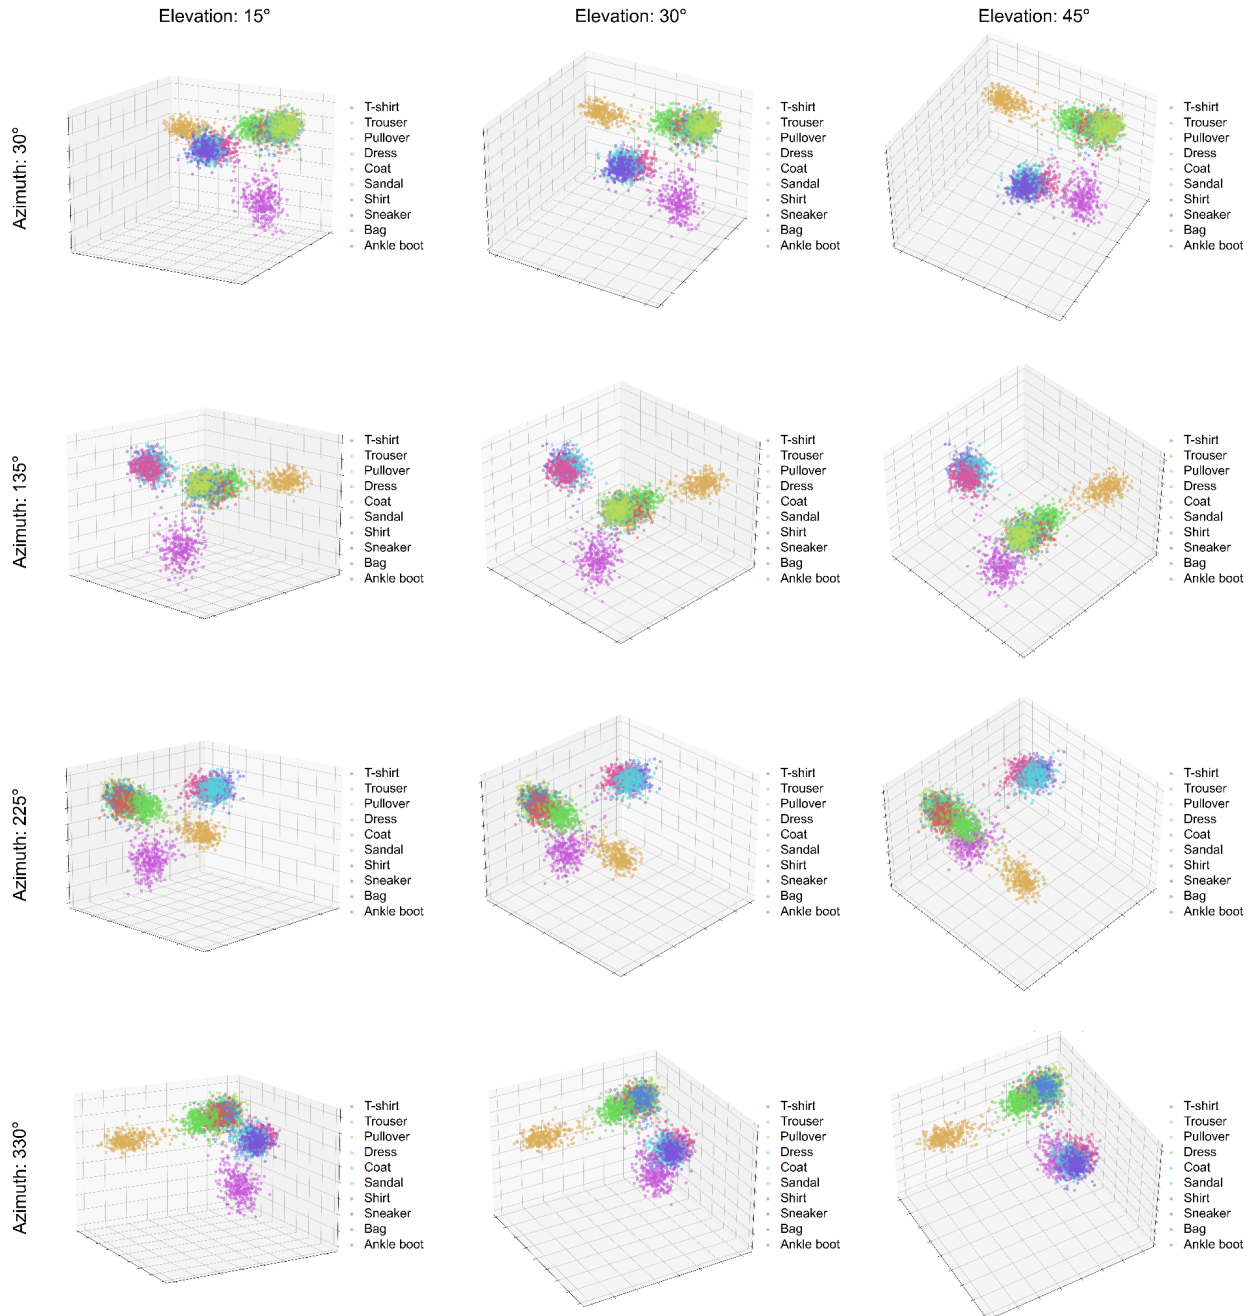 Elevation: 15°
Elevation: 30°
Elevation: 45°
Azimuth: 30°
T-shirt
Trouser
Pullover
Dress
Coat
Sandal
Shirt
Sneaker
Bag
Ankle boot
T-shirt
Trouser
Pullover
Dress
Coat
Sandal
Shirt
Sneaker
Bag
Ankle boot
T-shirt
Trouser
Pullover
Dress
Coat
Sandal
Shirt
Sneaker
Bag
Ankle boot
Azimuth: 135°
T-shirt
Trouser
Pullover
Dress
Coat
Sandal
Shirt
Sneaker
Bag
Ankle boot
T-shirt
Trouser
Pullover
Dress
Coat
Sandal
Shirt
Sneaker
Bag
Ankle boot
T-shirt
Trouser
Pullover
Dress
Coat
Sandal
Shirt
Sneaker
Bag
Ankle boot
Azimuth: 225°
T-shirt
Trouser
Pullover
Dress
Coat
Sandal
Shirt
Sneaker
Bag
Ankle boot
T-shirt
Trouser
Pullover
Dress
Coat
Sandal
Shirt
Sneaker
Bag
Ankle boot
T-shirt
Trouser
Pullover
Dress
Coat
Sandal
Shirt
Sneaker
Bag
Ankle boot
Azimuth: 330°
T-shirt
Trouser
Pullover
Dress
Coat
Sandal
Shirt
Sneaker
Bag
Ankle boot
T-shirt
Trouser
Pullover
Dress
Coat
Sandal
Shirt
Sneaker
Bag
Ankle boot
T-shirt
Trouser
Pullover
Dress
Coat
Sandal
Shirt
Sneaker
Bag
Ankle boot